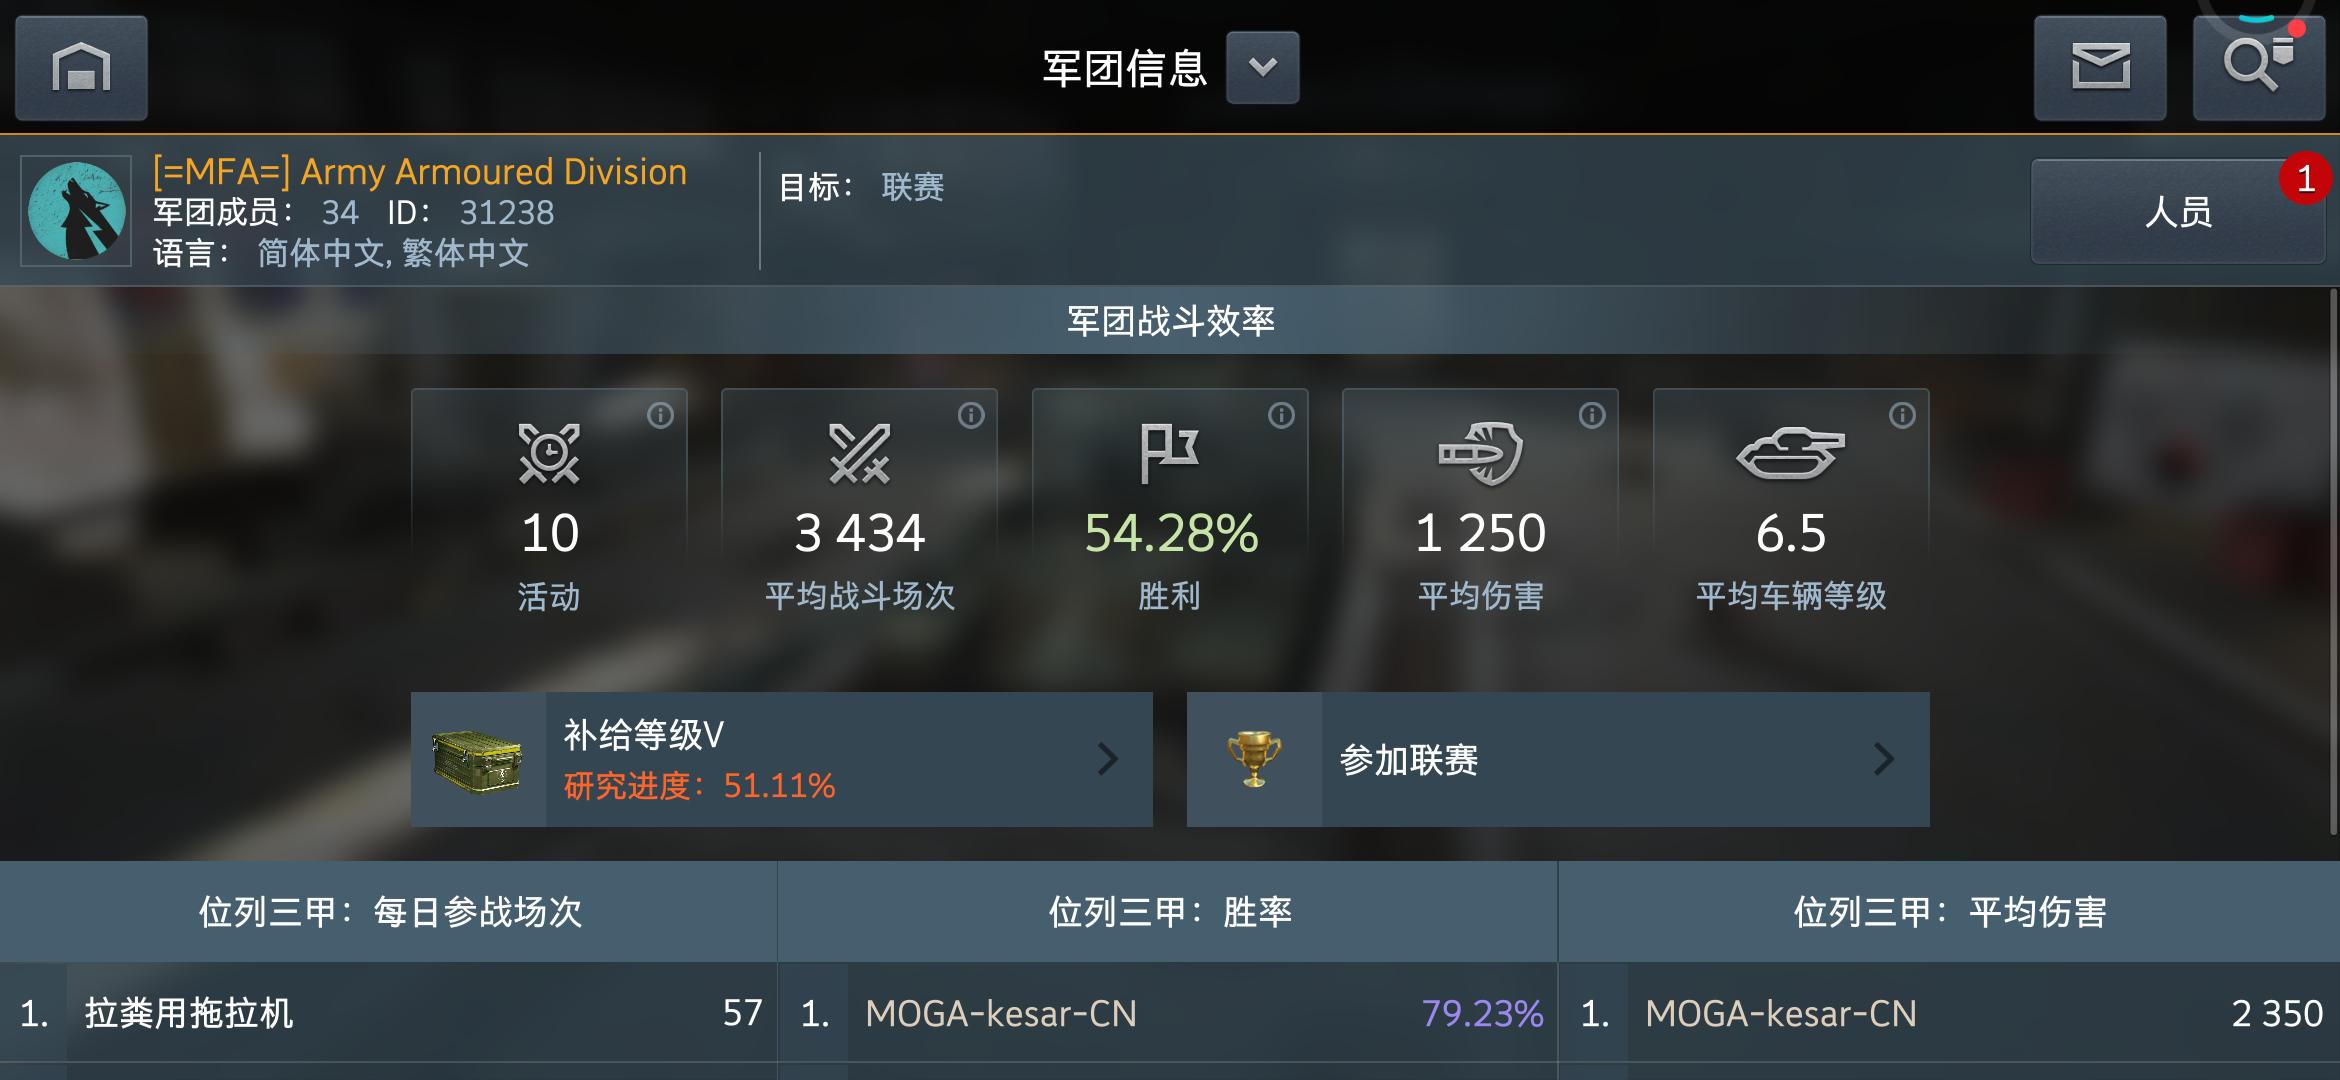 军团信息
[=MFA=] Army Armoured Division
军团成员： 34 ID： 31238
语言： 简体中文, 繁体中文
目标： 联赛
人员
1
军团战斗效率
10
活动
3 434
平均战斗场次
54.28%
胜利
1 250
平均伤害
6.5
平均车辆等级
补给等级V
研究进度：51.11%
参加联赛
位列三甲：每日参战场次
1. 拉粪用拖拉机 57
位列三甲：胜率
1. MOGA-kesar-CN 79.23%
位列三甲：平均伤害
1. MOGA-kesar-CN 2 350